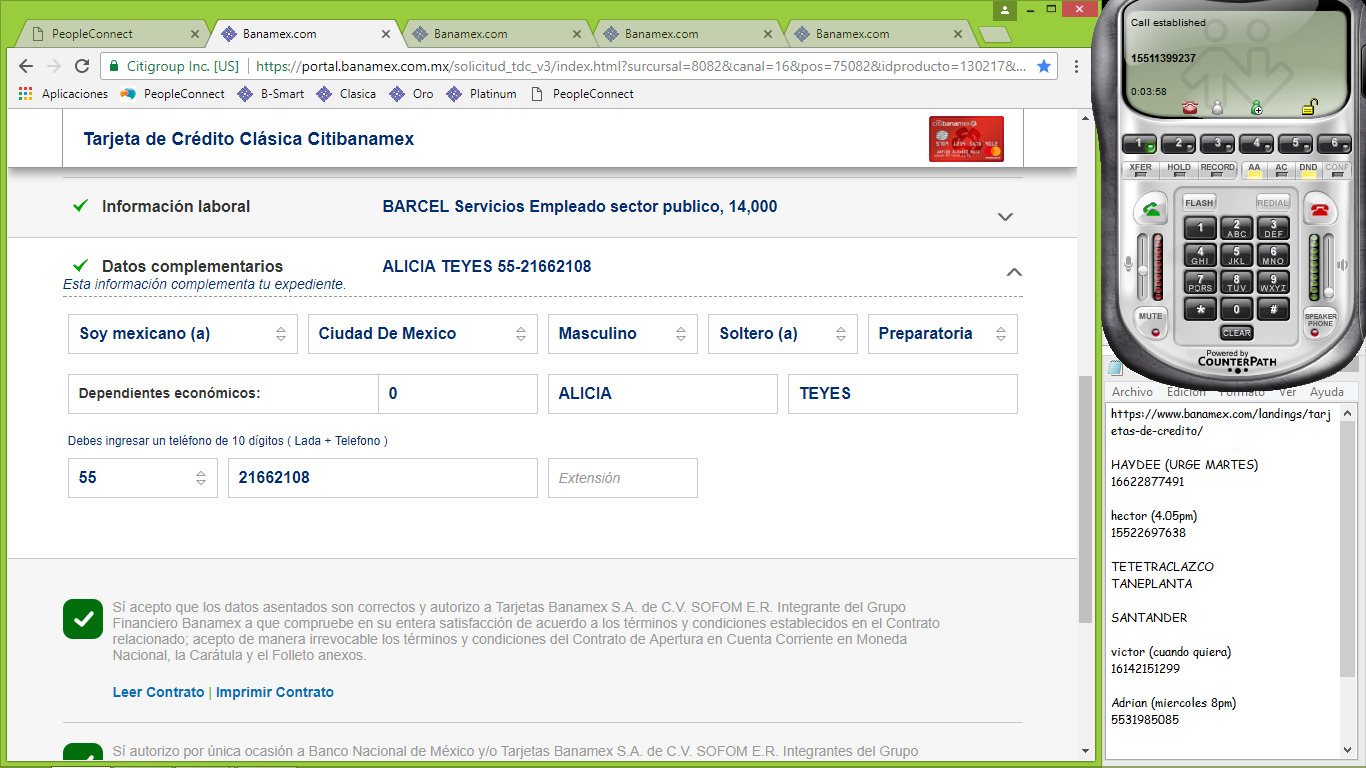 PeopleConnect
Banamex.com
Banamex.com
Banamex.com
Banamex.com
Citigroup Inc. [US] https://portal.banamex.com.mx/solicitud_tdc_v3/index.html?surcursal=8082&canal=16&pos=75082&idproducto=130217&...
Aplicaciones PeopleConnect B-Smart Clasica Oro Platinum PeopleConnect
Tarjeta de Crédito Clásica Citibanamex
citibanamex
Información laboral BARCEL Servicios Empleado sector publico, 14,000
Datos complementarios ALICIA TEYES 55-21662108
Esta información complementa tu expediente.
Soy mexicano (a) Ciudad De Mexico Masculino Soltero (a) Preparatoria
Dependientes económicos: 0 ALICIA TEYES
Debes ingresar un teléfono de 10 dígitos ( Lada + Telefono )
55 21662108 Extensión
Sí acepto que los datos asentados son correctos y autorizo a Tarjetas Banamex S.A. de C.V. SOFOM E.R. Integrante del Grupo
Financiero Banamex a que compruebe en su entera satisfacción de acuerdo a los términos y condiciones establecidos en el Contrato
relacionado; acepto de manera irrevocable los términos y condiciones del Contrato de Apertura en Cuenta Corriente en Moneda
Nacional, la Carátula y el Folleto anexos.
Leer Contrato | Imprimir Contrato
Sí autorizo por única ocasión a Banco Nacional de México y/o Tarjetas Banamex S.A. de C.V. SOFOM E.R. Integrantes del Grupo
Call established
15511399237
0:03:58
1 2 3 4 5 6
XFER HOLD RECORD AA AC DND CONF
FLASH REDIAL
1 2 ABC 3 DEF
4 GHI 5 JKL 6 MNO
7 PQRS 8 TUV 9 WXYZ
* 0 #
MUTE CLEAR SPEAKER PHONE
Powered by
COUNTERPATH
Archivo Edición Formato Ver Ayuda
https://www.banamex.com/landings/tarj
etas-de-credito/
HAYDEE (URGE MARTES)
16622877491
hector (4.05pm)
15522697638
TETETRACLAZCO
TANEPLANTA
SANTANDER
victor (cuando quiera)
16142151299
Adrian (miercoles 8pm)
5531985085